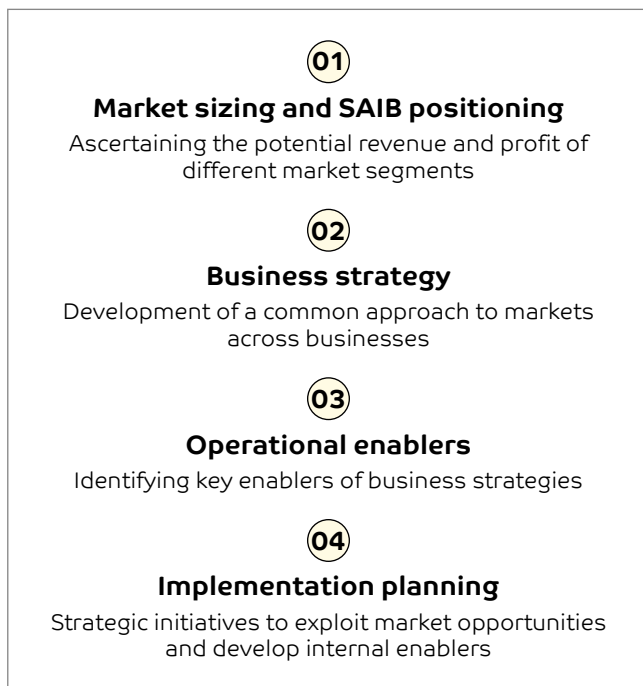 01
Market sizing and SAIB positioning
Ascertaining the potential revenue and profit of
different market segments
02
Business strategy
Development of a common approach to markets
across businesses
03
Operational enablers
Identifying key enablers of business strategies
04
Implementation planning
Strategic initiatives to exploit market opportunities
and develop internal enablers